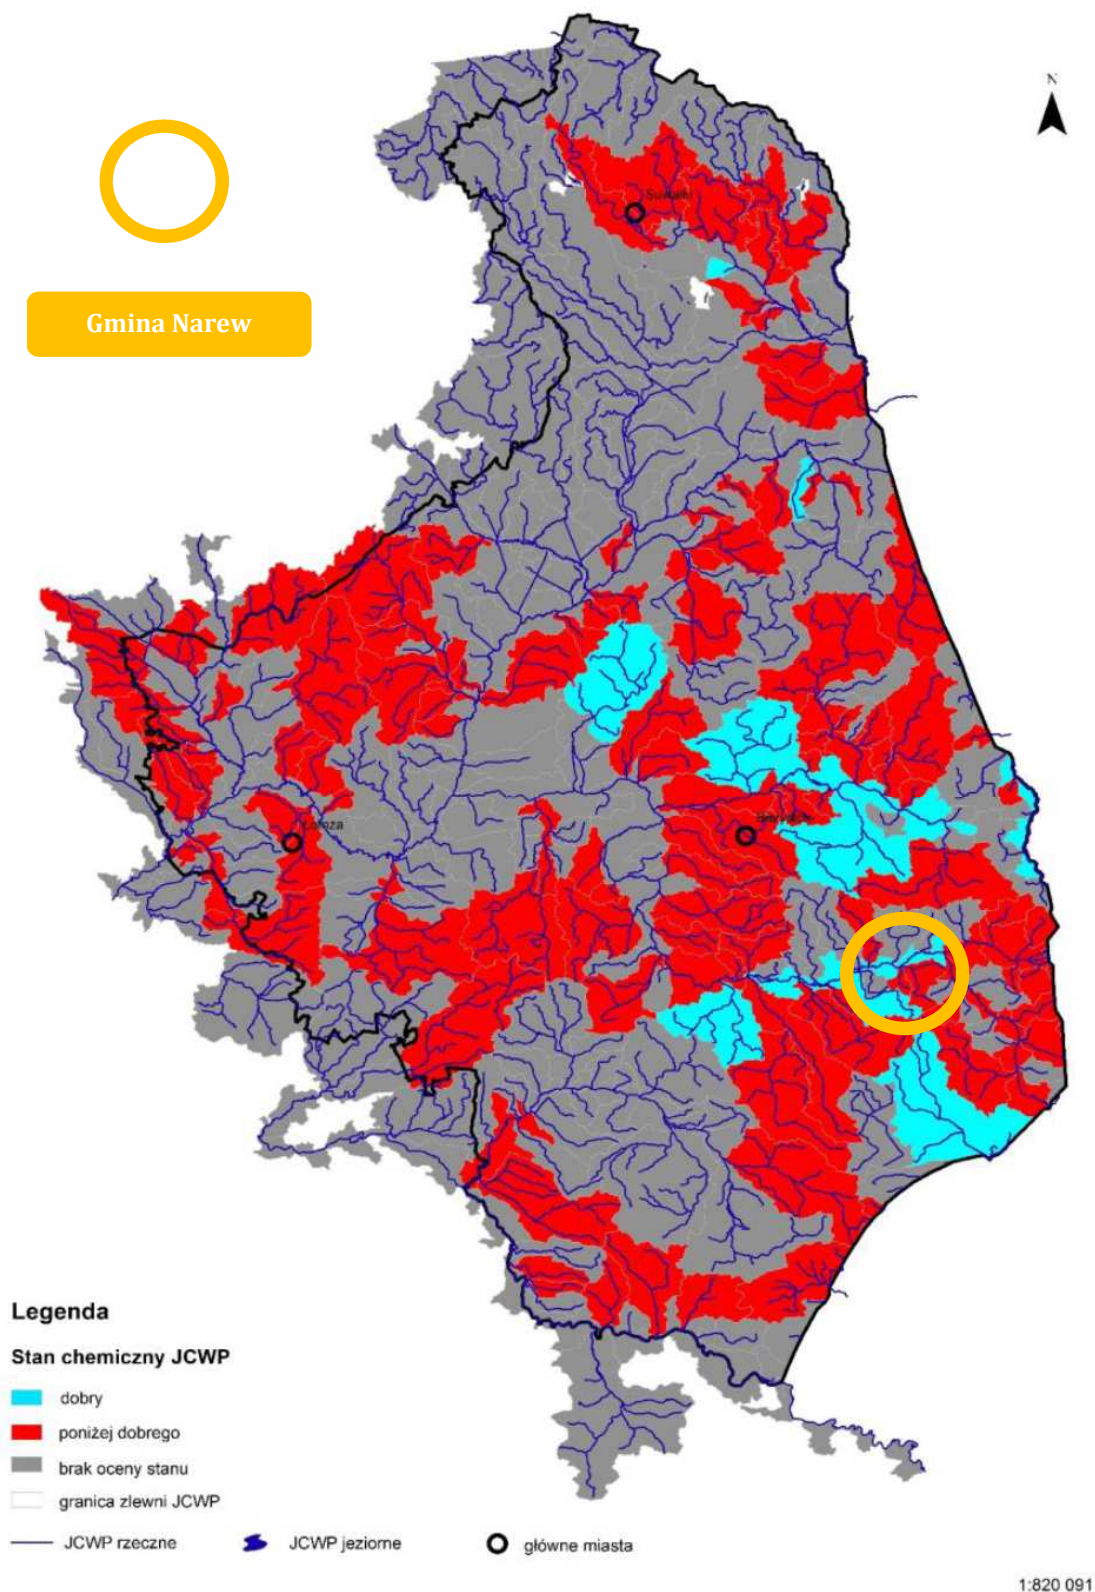 N
Suwałki
Gmina Narew
Łomża
Białystok
Legenda
Stan chemiczny JCWP
dobry
poniżej dobrego
brak oceny stanu
granica zlewni JCWP
JCWP rzeczne
JCWP jeziorne
główne miasta
1:820 091